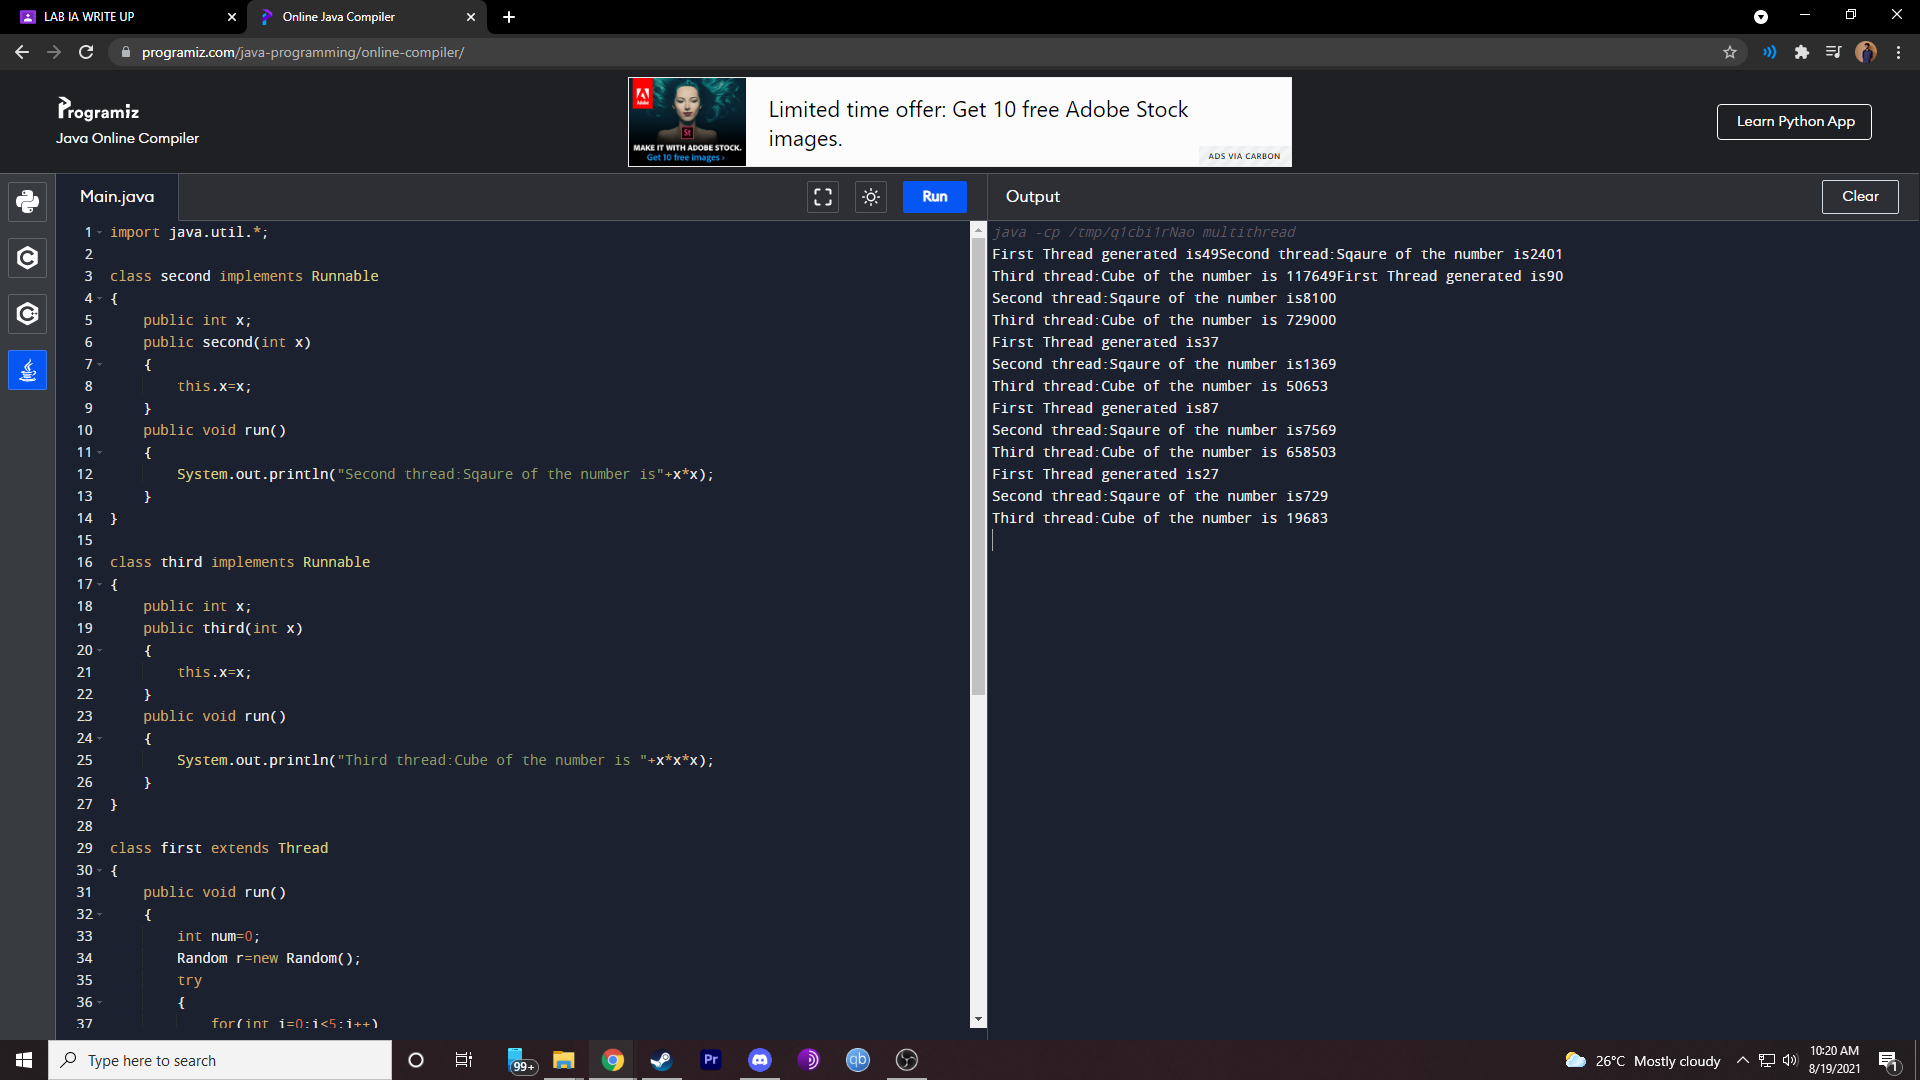 LAB IA WRITE UP
Online Java Compiler
programiz.com/java-programming/online-compiler/
Programiz
Java Online Compiler
MAKE IT WITH ADOBE STOCK.
Get 10 free images ›
St
Adobe
Limited time offer: Get 10 free Adobe Stock
images.
ADS VIA CARBON
Learn Python App
Main.java
Run
Output
Clear
1 import java.util.*;
2
3 class second implements Runnable
4 {
5 public int x;
6 public second(int x)
7 {
8 this.x=x;
9 }
10 public void run()
11 {
12 System.out.println("Second thread:Sqaure of the number is"+x*x);
13 }
14 }
15
16 class third implements Runnable
17 {
18 public int x;
19 public third(int x)
20 {
21 this.x=x;
22 }
23 public void run()
24 {
25 System.out.println("Third thread:Cube of the number is "+x*x*x);
26 }
27 }
28
29 class first extends Thread
30 {
31 public void run()
32 {
33 int num=0;
34 Random r=new Random();
35 try
36 {
37 for(int i=0;i<5;i++)
java -cp /tmp/q1cbi1rNao multithread
First Thread generated is49Second thread:Sqaure of the number is2401
Third thread:Cube of the number is 117649First Thread generated is90
Second thread:Sqaure of the number is8100
Third thread:Cube of the number is 729000
First Thread generated is37
Second thread:Sqaure of the number is1369
Third thread:Cube of the number is 50653
First Thread generated is87
Second thread:Sqaure of the number is7569
Third thread:Cube of the number is 658503
First Thread generated is27
Second thread:Sqaure of the number is729
Third thread:Cube of the number is 19683
Type here to search
99+
Pr
qb
26°C Mostly cloudy
10:20 AM
8/19/2021
1